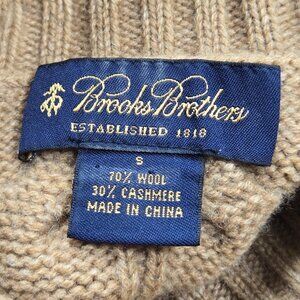 Brooks Brothers
ESTABLISHED 1818
S
70% WOOL
30% CASHMERE
MADE IN CHINA